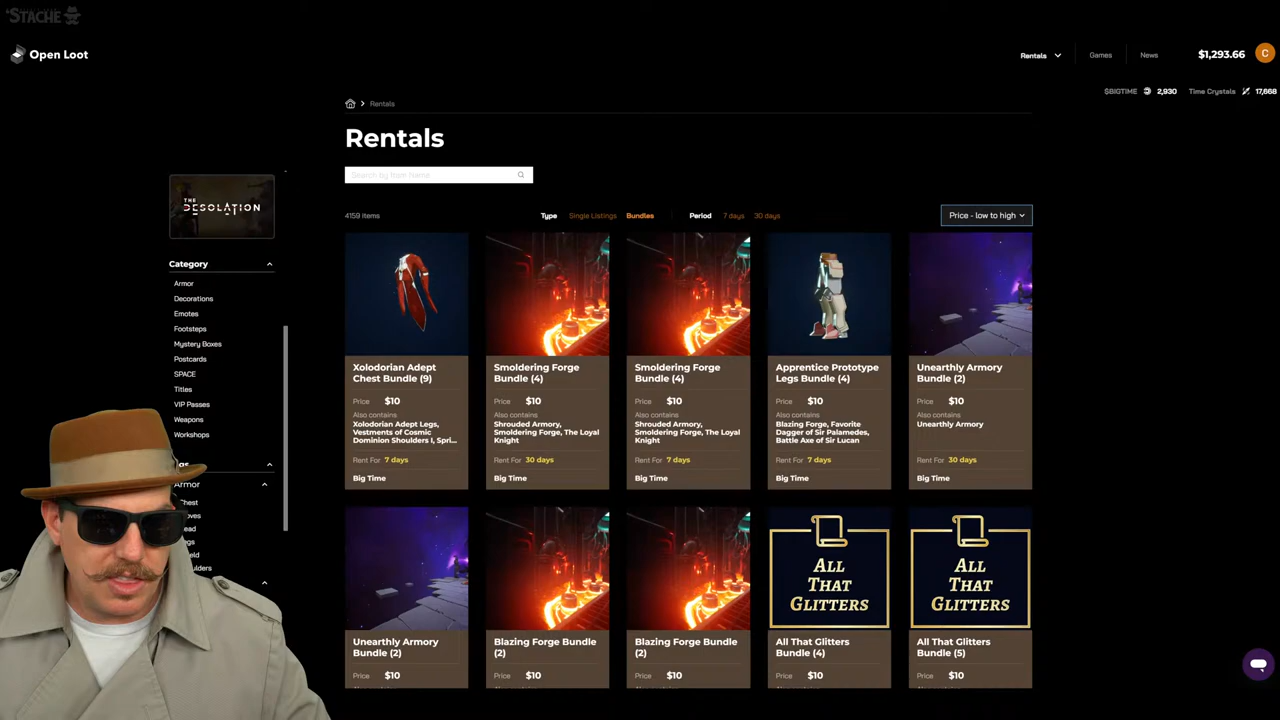 STACHE
Open Loot
Rentals
Games
News
$1,293.66
C
$BIGTIME
2,930
Time Crystals
17,668
Rentals
Rentals
Search by Item Name
4159 items
Type
Single Listings
Bundles
Period
7 days
30 days
Price - low to high
THE
DESOLATION
Category
Armor
Decorations
Emotes
Footsteps
Mystery Boxes
Postcards
SPACE
Titles
VIP Passes
Weapons
Workshops
Armor
Xolodorian Adept
Chest Bundle (9)
Price $10
Also contains
Xolodorian Adept Legs,
Vestments of Cosmic
Dominion Shoulders I, Spri...
Rent For 7 days
Big Time
Smoldering Forge
Bundle (4)
Price $10
Also contains
Shrouded Armory,
Smoldering Forge, The Loyal
Knight
Rent For 30 days
Big Time
Smoldering Forge
Bundle (4)
Price $10
Also contains
Shrouded Armory,
Smoldering Forge, The Loyal
Knight
Rent For 7 days
Big Time
Apprentice Prototype
Legs Bundle (4)
Price $10
Also contains
Blazing Forge, Favorite
Dagger of Sir Palamedes,
Battle Axe of Sir Lucan
Rent For 7 days
Big Time
Unearthly Armory
Bundle (2)
Price $10
Also contains
Unearthly Armory
Rent For 30 days
Big Time
Unearthly Armory
Bundle (2)
Price $10
Blazing Forge Bundle
(2)
Price $10
Blazing Forge Bundle
(2)
Price $10
ALL
THAT
GLITTERS
All That Glitters
Bundle (4)
Price $10
ALL
THAT
GLITTERS
All That Glitters
Bundle (5)
Price $10